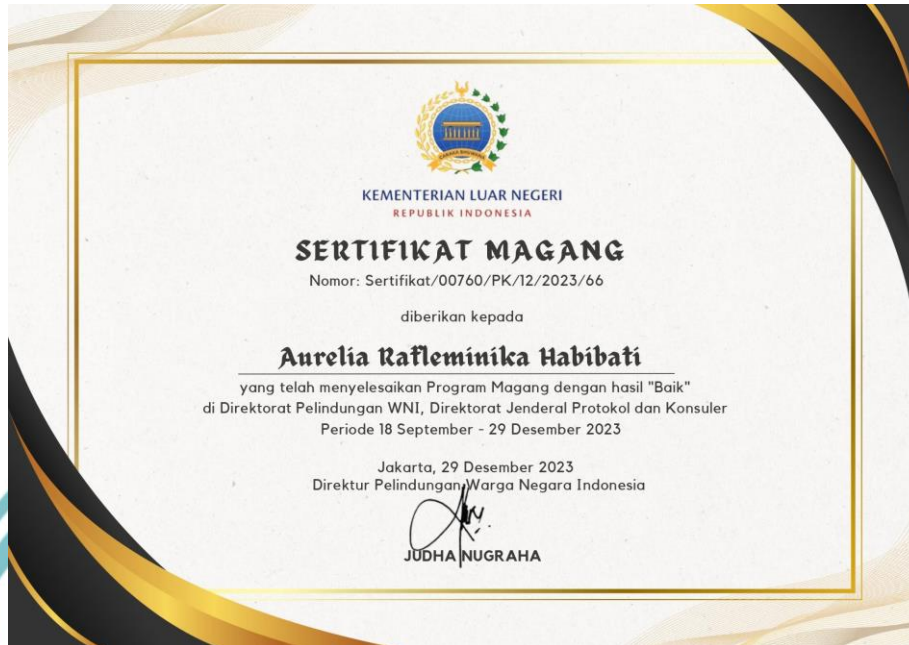 KEMENTERIAN LUAR NEGERI
REPUBLIK INDONESIA
SERTIFIKAT MAGANG
Nomor: Sertifikat/00760/PK/12/2023/66
diberikan kepada
Aurelia Rafleminika Habibati
yang telah menyelesaikan Program Magang dengan hasil "Baik"
di Direktorat Pelindungan WNI, Direktorat Jenderal Protokol dan Konsuler
Periode 18 September - 29 Desember 2023
Jakarta, 29 Desember 2023
Direktur Pelindungan Warga Negara Indonesia
JUDHA NUGRAHA